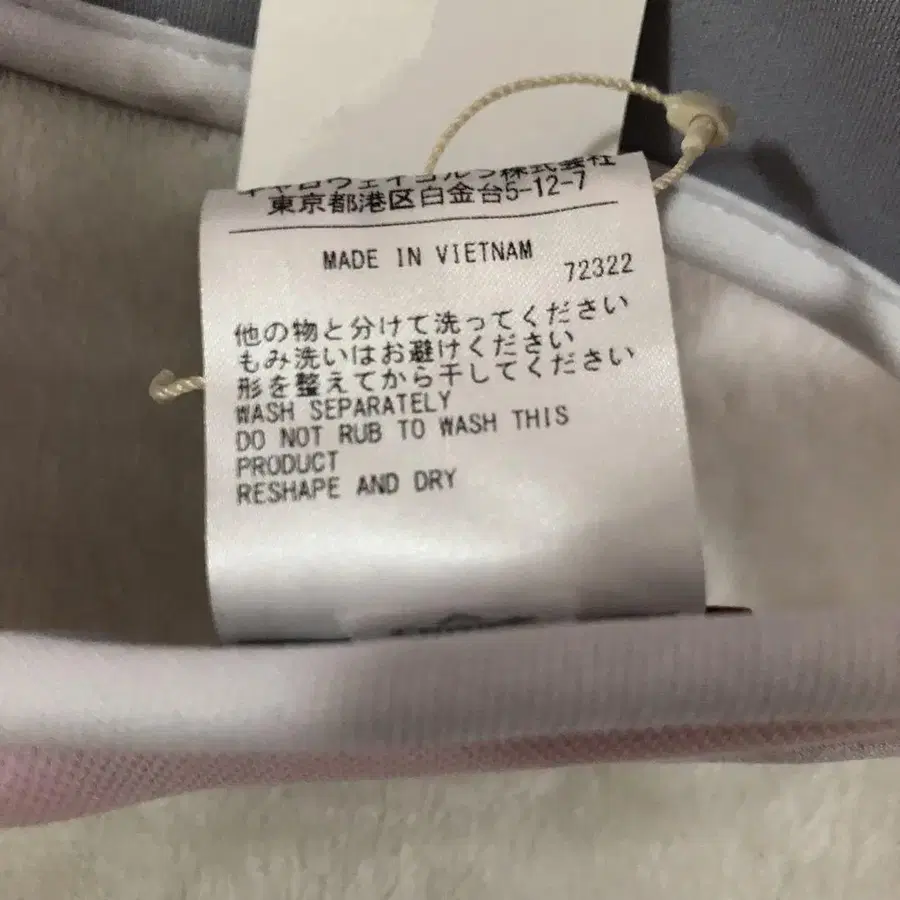 キャロウェイゴルフ株式会社
東京都港区白金台5-12-7
MADE IN VIETNAM
72322
他の物と分けて洗ってください
もみ洗いはお避けください
形を整えてから干してください
WASH SEPARATELY
DO NOT RUB TO WASH THIS
PRODUCT
RESHAPE AND DRY